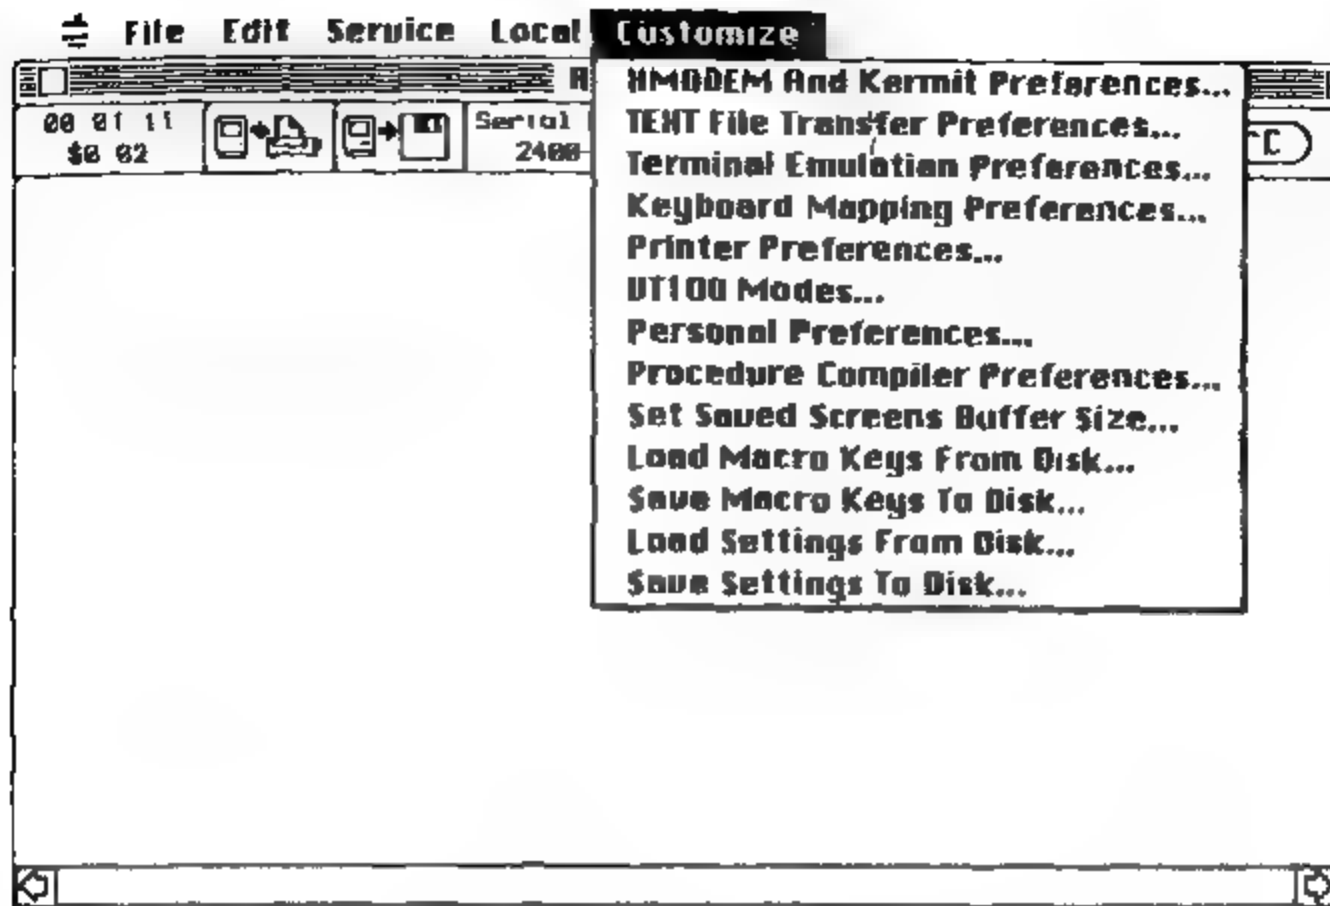 File Edit Service Local Customize
00 01 11
$0 02
Serial
2400
^C
XMODEM And Kermit Preferences...
TEXT File Transfer Preferences...
Terminal Emulation Preferences...
Keyboard Mapping Preferences...
Printer Preferences...
VT100 Modes...
Personal Preferences...
Procedure Compiler Preferences...
Set Saved Screens Buffer Size...
Load Macro Keys From Disk...
Save Macro Keys To Disk...
Load Settings From Disk...
Save Settings To Disk...